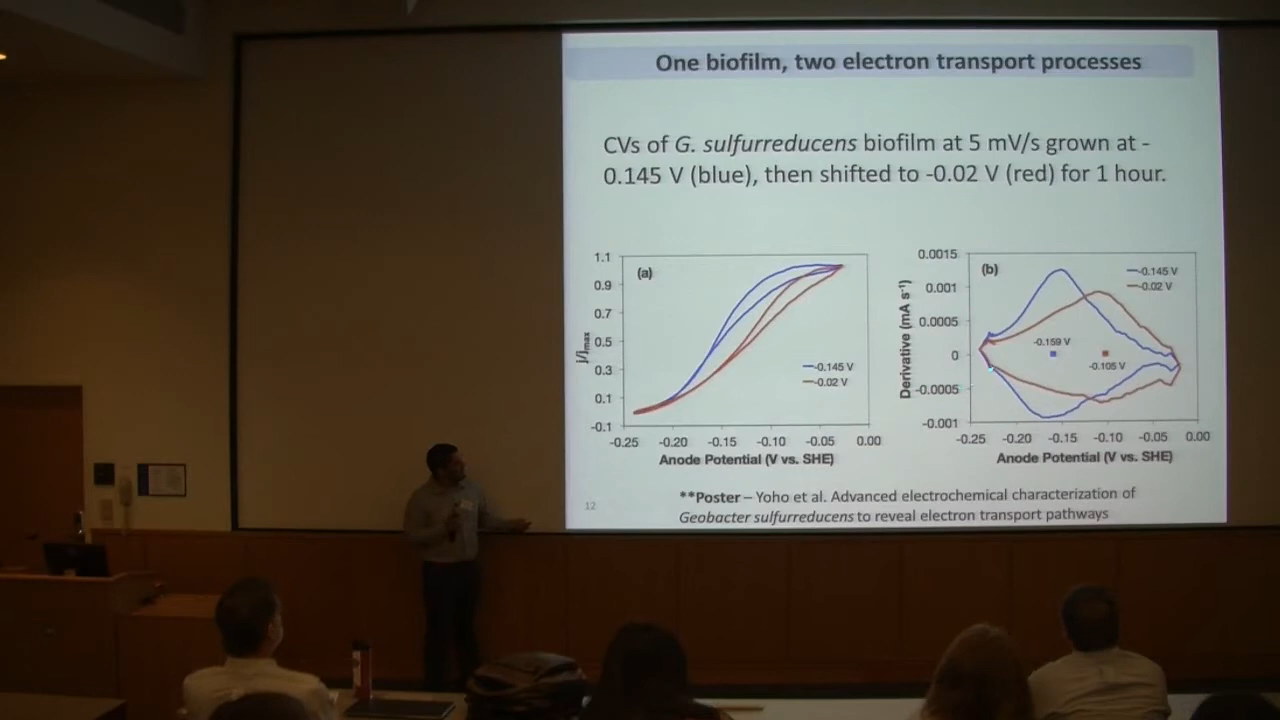 One biofilm, two electron transport processes
CVs of G. sulfurreducens biofilm at 5 mV/s grown at -
0.145 V (blue), then shifted to -0.02 V (red) for 1 hour.
(a)
1.1
0.9
0.7
0.5
0.3
0.1
-0.1
j/jmax
-0.145 V
-0.02 V
-0.25 -0.20 -0.15 -0.10 -0.05 0.00
Anode Potential (V vs. SHE)
(b)
0.0015
0.001
0.0005
0
-0.0005
-0.001
Derivative (mA s-1)
-0.145 V
-0.02 V
-0.159 V
-0.105 V
-0.25 -0.20 -0.15 -0.10 -0.05 0.00
Anode Potential (V vs. SHE)
**Poster – Yoho et al. Advanced electrochemical characterization of
Geobacter sulfurreducens to reveal electron transport pathways
12